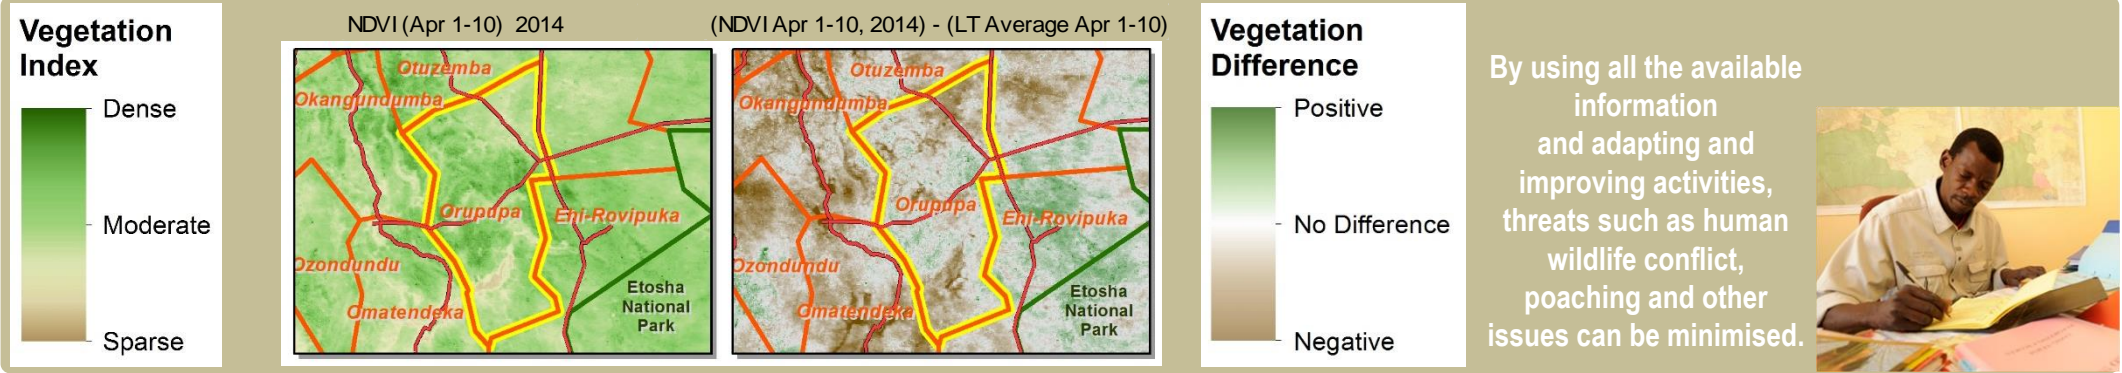 Vegetation
Index
Dense
Moderate
Sparse
NDVI (Apr 1-10)  2014
Otuzemba
Okangundumba
Orupupa
Ehi-Rovipuka
Ozondundu
Omatendeka
Etosha
National
Park
(NDVI Apr 1-10, 2014) - (LT Average Apr 1-10)
Otuzemba
Okangundumba
Orupupa
Ehi-Rovipuka
Ozondundu
Omatendeka
Etosha
National
Park
Vegetation
Difference
Positive
No Difference
Negative
By using all the available
information
and adapting and
improving activities,
threats such as human
wildlife conflict,
poaching and other
issues can be minimised.